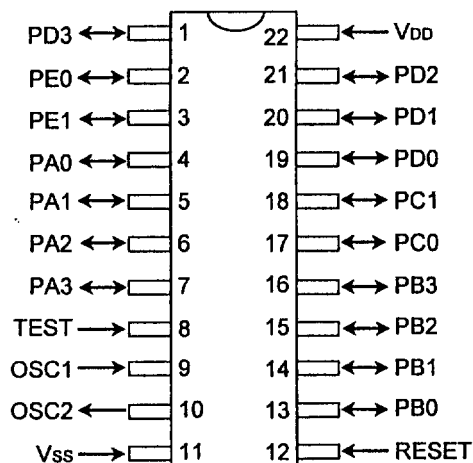 PD3 1 22 VDD
PE0 2 21 PD2
PE1 3 20 PD1
PA0 4 19 PD0
PA1 5 18 PC1
PA2 6 17 PC0
PA3 7 16 PB3
TEST 8 15 PB2
OSC1 9 14 PB1
OSC2 10 13 PB0
Vss 11 12 RESET